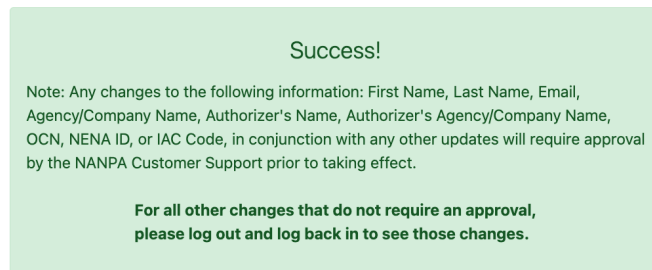 Success!
Note: Any changes to the following information: First Name, Last Name, Email,
Agency/Company Name, Authorizer's Name, Authorizer's Agency/Company Name,
OCN, NENA ID, or IAC Code, in conjunction with any other updates will require approval
by the NANPA Customer Support prior to taking effect.
For all other changes that do not require an approval,
please log out and log back in to see those changes.